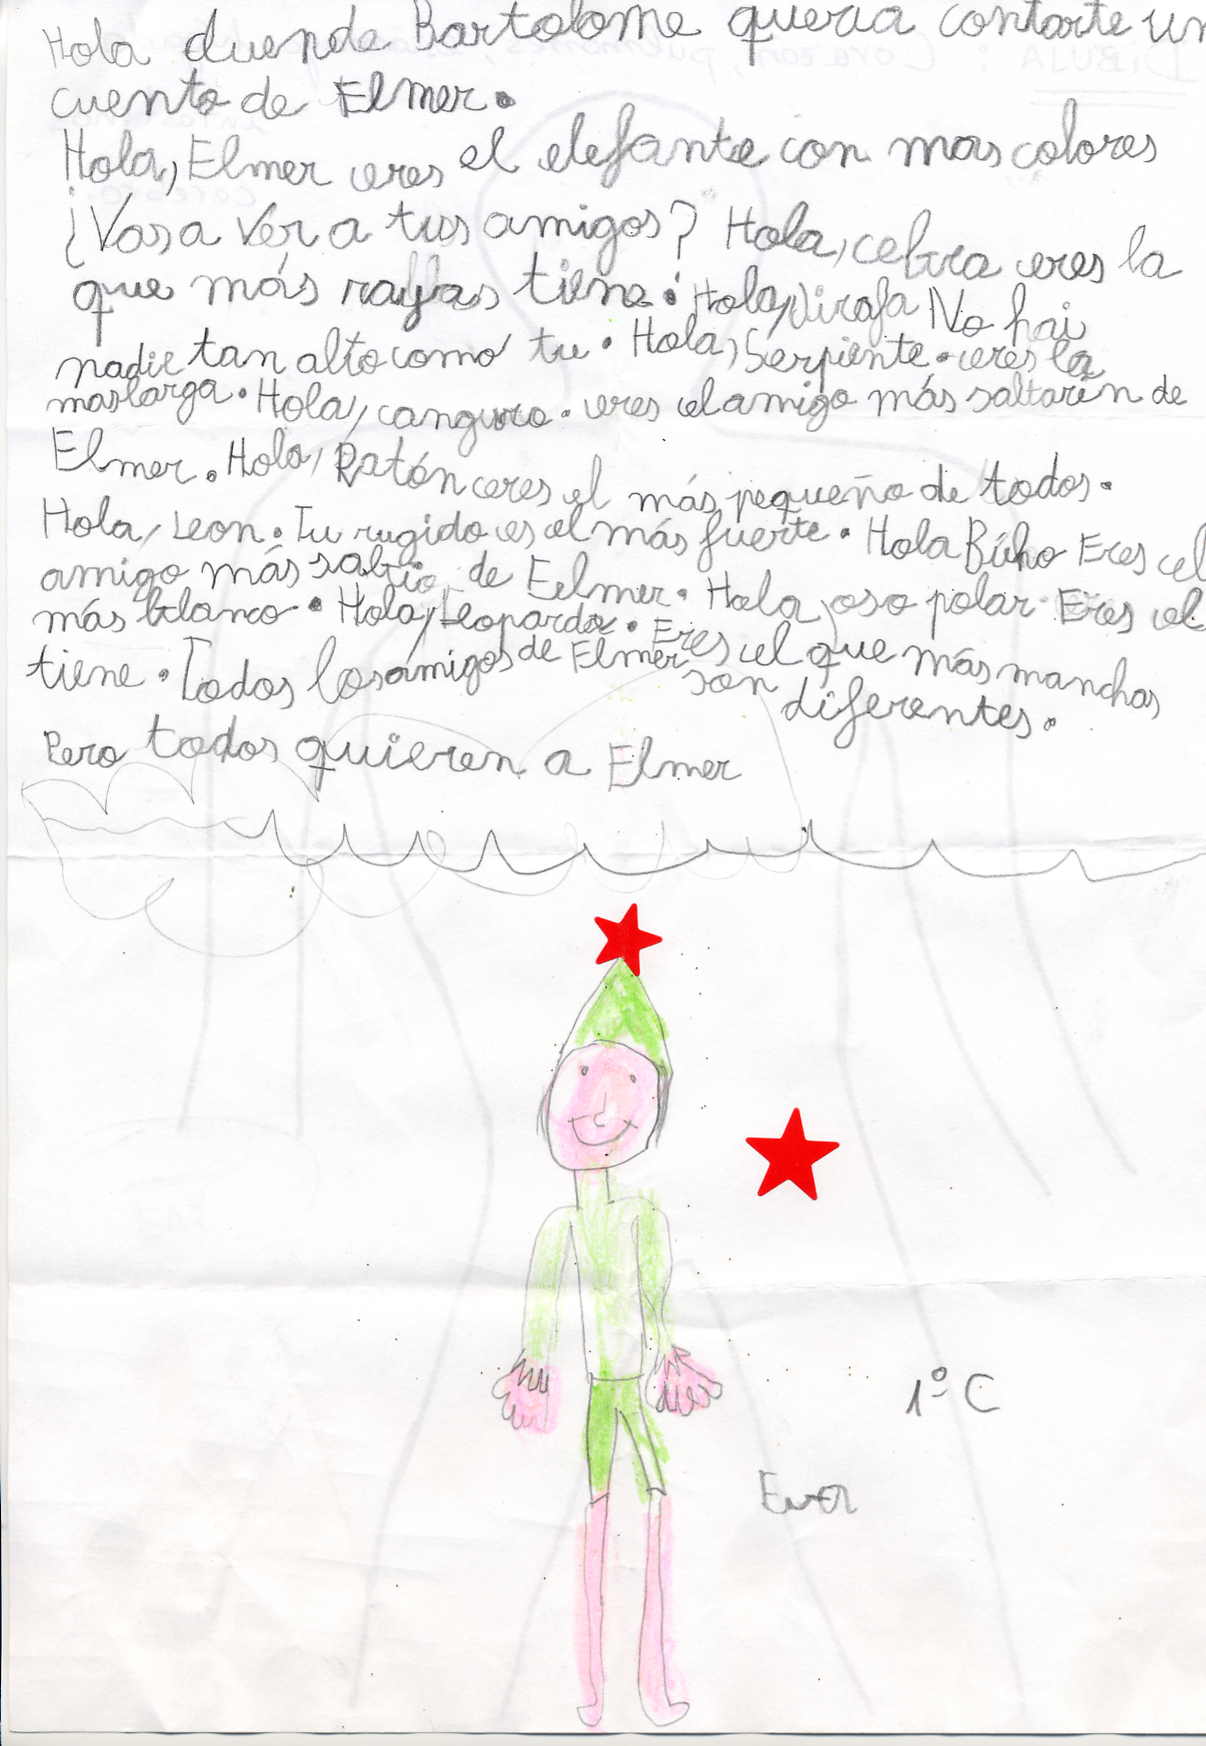 Hola duende Bartolome queria contarte un
cuento de Elmer.
Hola, Elmer eres el elefante con mas colores
¿Vas a ver a tus amigos? Hola, cebra eres la
que más rayas tiene. Hola, Jirafa No hai
nadie tan alto como tu. Hola, Serpiente. eres la
mas larga. Hola, canguro. eres el amigo más saltarin de
Elmer. Hola, Ratón eres el más pequeño de todos.
Hola, Leon. Tu rugido es el más fuerte. Hola Búho Eres el
amigo más sabio de Eelmer. Hola, oso polar. Eres el
más blanco. Hola, Leopardo. Eres el que más manchas
tiene. Todos los amigos de Elmer son diferentes.
Pero todos quieren a Elmer
1º C